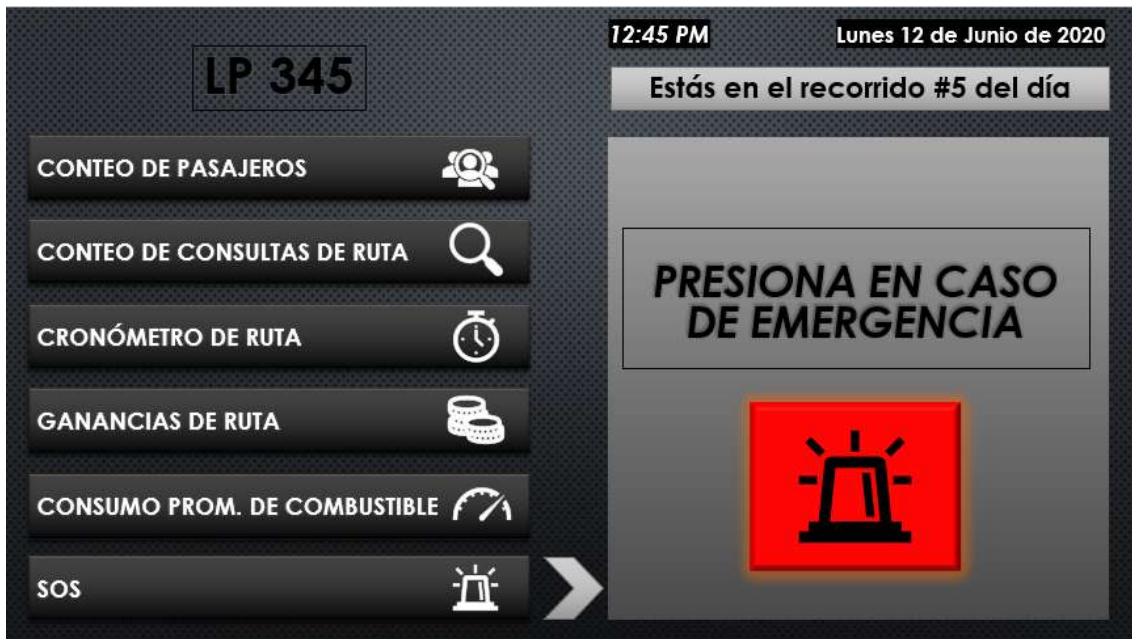 12:45 PM
Lunes 12 de Junio de 2020
LP 345
Estás en el recorrido #5 del día
CONTEO DE PASAJEROS
CONTEO DE CONSULTAS DE RUTA
CRONÓMETRO DE RUTA
GANANCIAS DE RUTA
CONSUMO PROM. DE COMBUSTIBLE
SOS
PRESIONA EN CASO
DE EMERGENCIA